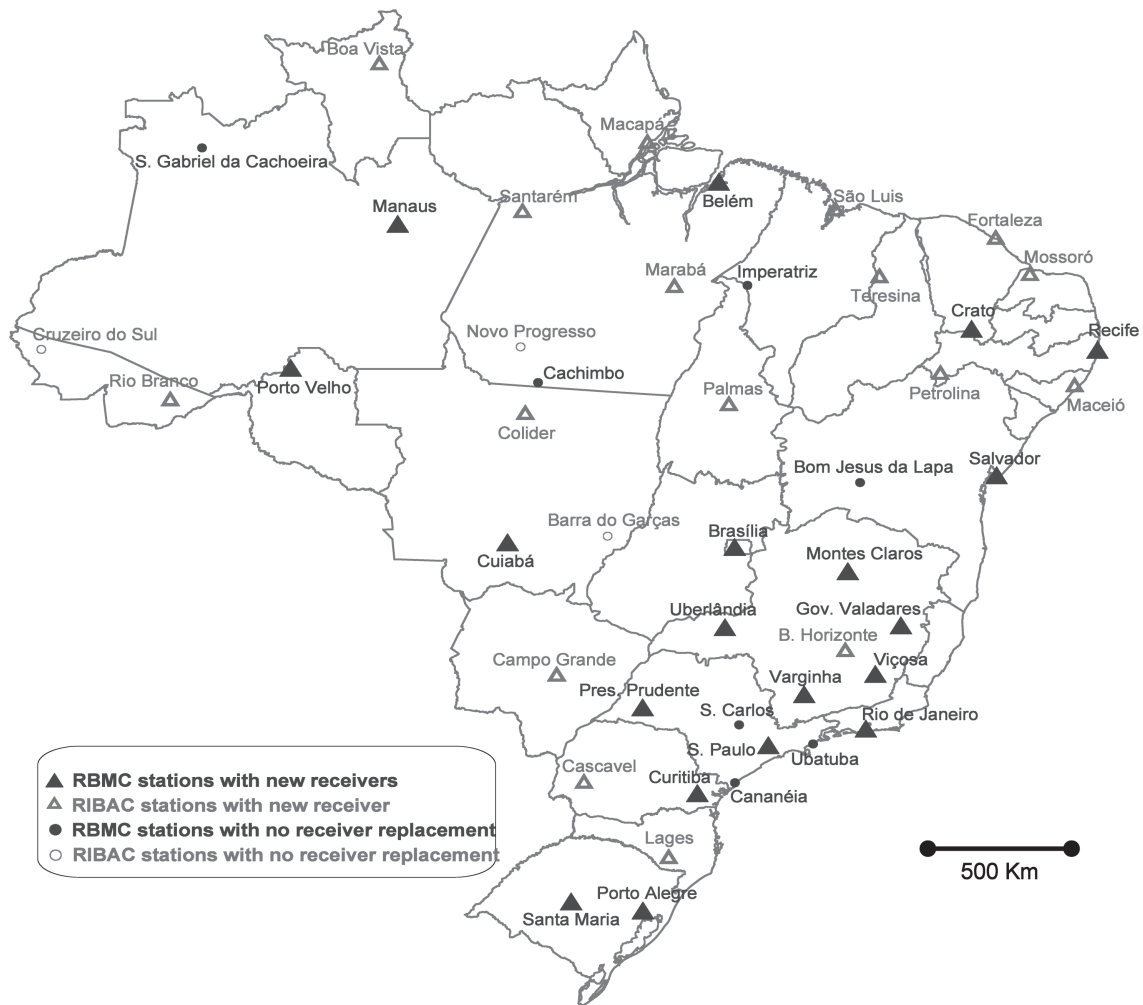 Boa Vista
Macapá
S. Gabriel da Cachoeira
Santarém
Belém
São Luis
Manaus
Fortaleza
Mossoró
Marabá
Imperatriz
Teresina
Crato
Recife
Cruzeiro do Sul
Novo Progresso
Cachimbo
Rio Branco
Porto Velho
Palmas
Petrolina
Maceió
Colider
Salvador
Bom Jesus da Lapa
Barra do Garças
Brasília
Cuiabá
Montes Claros
Uberlândia
Gov. Valadares
B. Horizonte
Campo Grande
Viçosa
Varginha
Pres. Prudente
S. Carlos
Rio de Janeiro
S. Paulo
Ubatuba
Cascavel
Curitiba
Cananéia
RBMC stations with new receivers
RIBAC stations with new receiver
RBMC stations with no receiver replacement
RIBAC stations with no receiver replacement
Lages
500 Km
Porto Alegre
Santa Maria